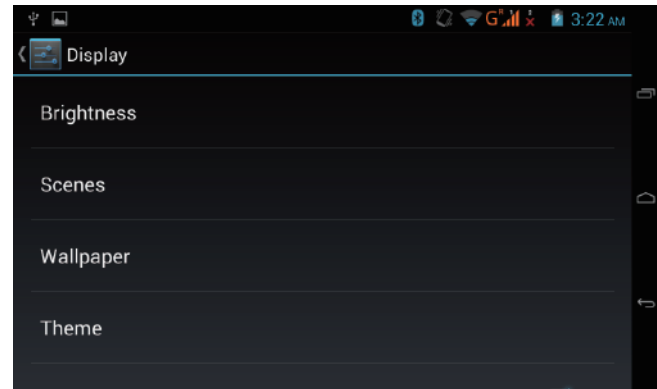 G R 3:22 AM
Display
Brightness
Scenes
Wallpaper
Theme